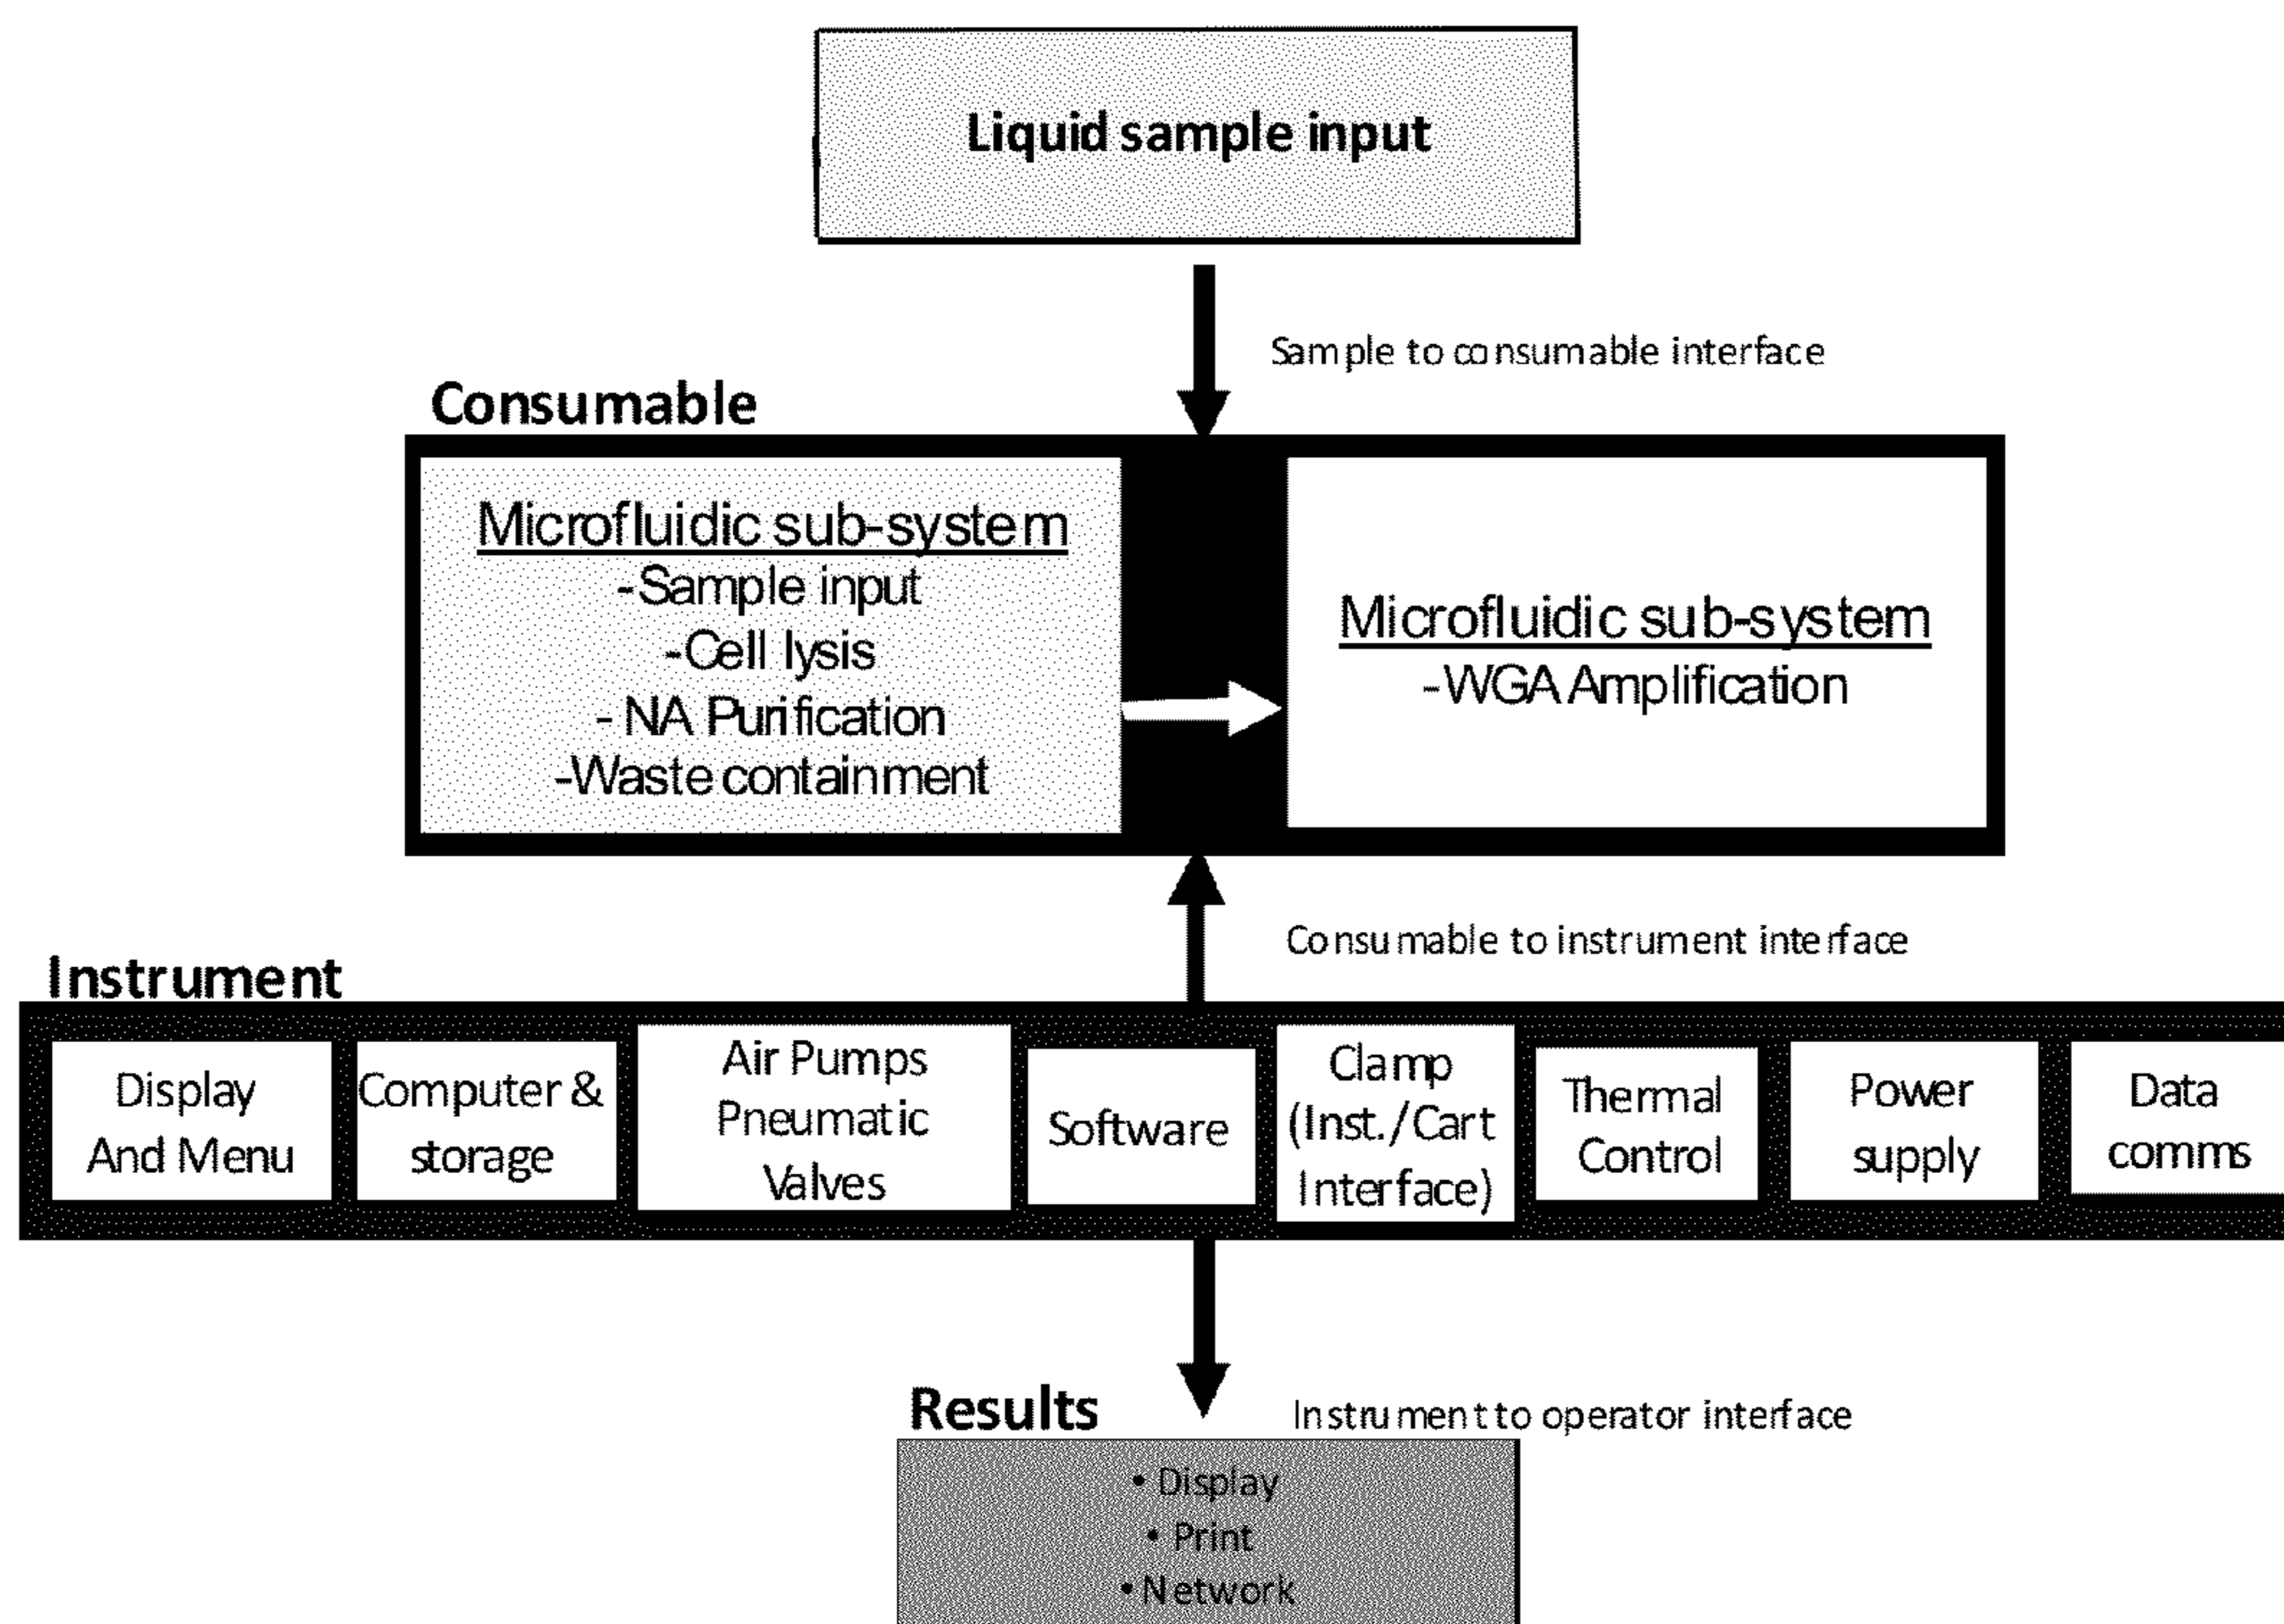 Liquid sample input
Sample to consumable interface
Consumable
Microfluidic sub-system
-Sample input
-Cell lysis
- NA Purification
-Waste containment
Microfluidic sub-system
-WGA Amplification
Consumable to instrument interface
Instrument
Display
And Menu
Computer &
storage
Air Pumps
Pneumatic
Valves
Software
Clamp
(Inst./Cart
Interface)
Thermal
Control
Power
supply
Data
comms
Results
Instrument to operator interface
• Display
• Print
• Network